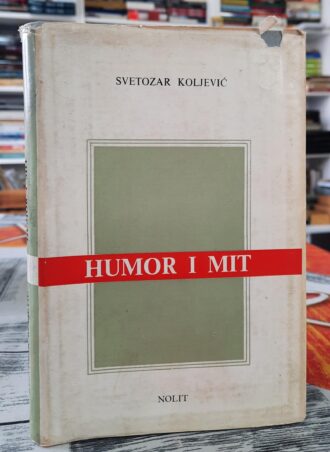 SVETOZAR KOLJEVIĆ
HUMOR I MIT
NOLIT